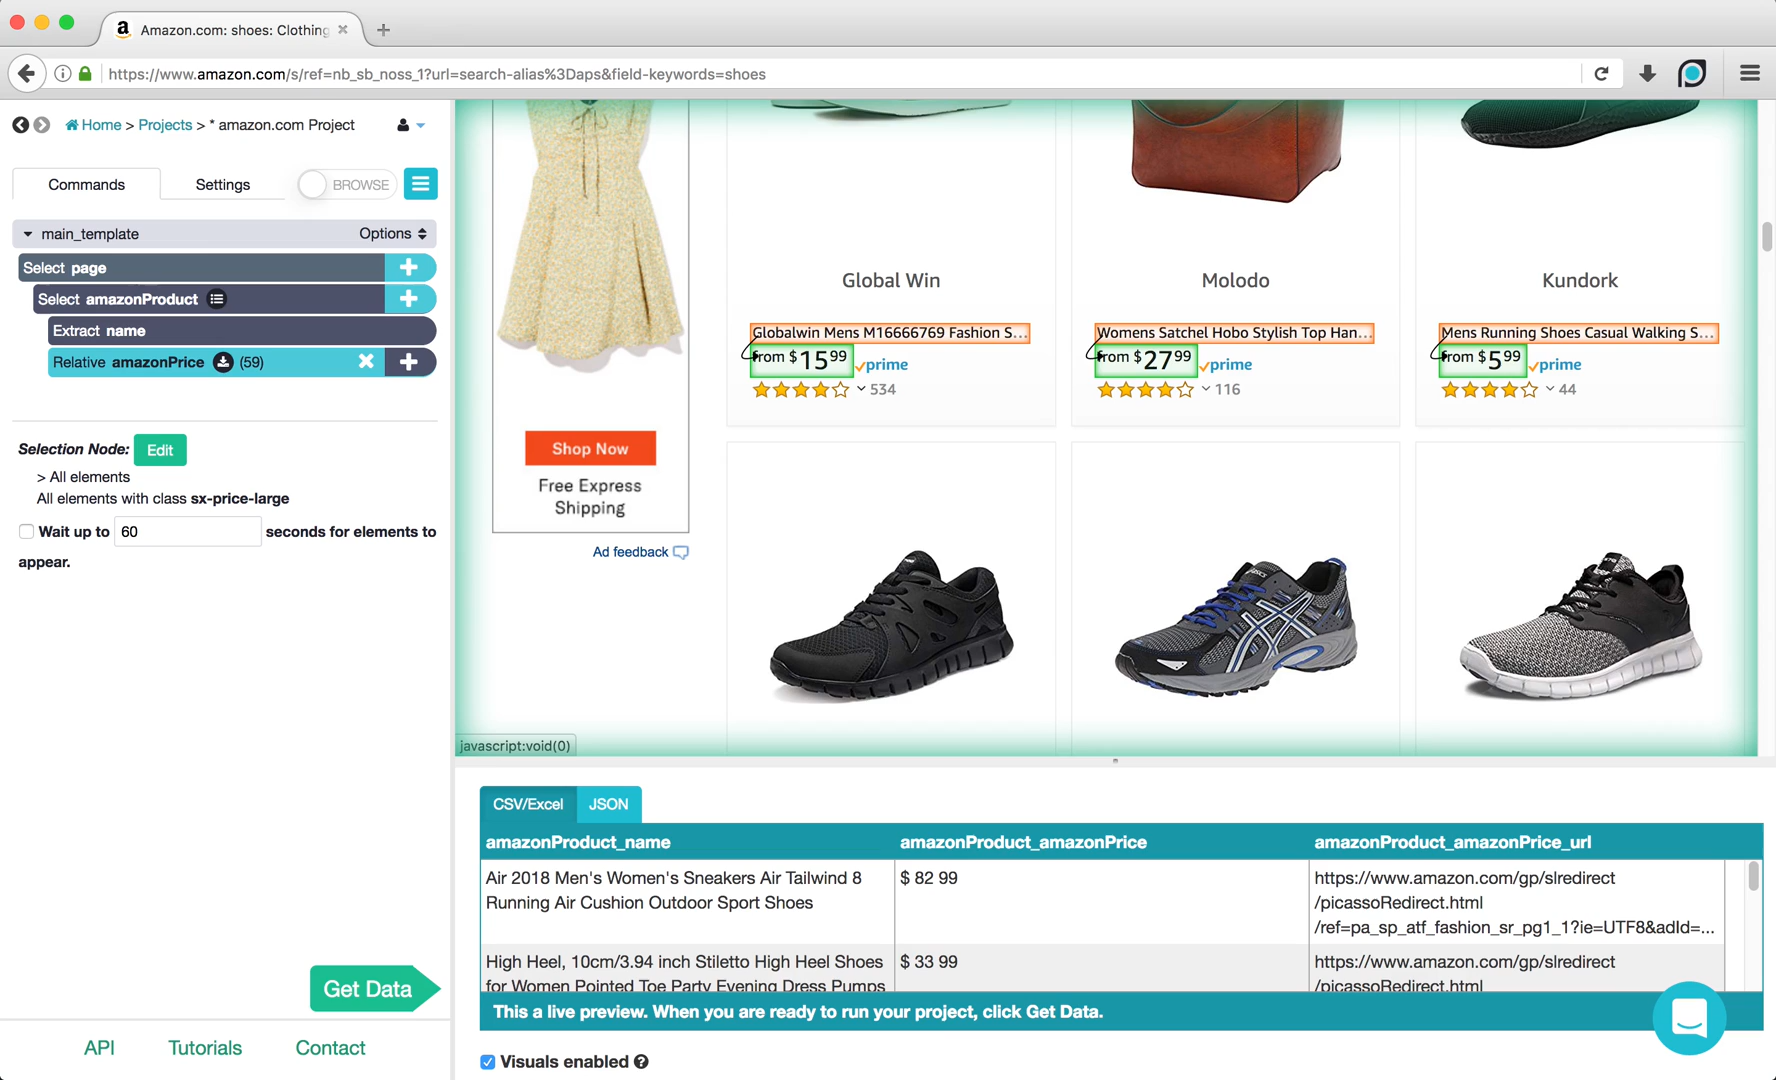 Amazon.com: shoes: Clothing
https://www.amazon.com/s/ref=nb_sb_noss_1?url=search-alias%3Daps&field-keywords=shoes
Home > Projects > * amazon.com Project
Commands
Settings
BROWSE
main_template
Options
Select page
Select amazonProduct
Extract name
Relative amazonPrice (59)
Selection Node: Edit
> All elements
All elements with class sx-price-large
Wait up to 60 seconds for elements to
appear.
Get Data
API
Tutorials
Contact
Shop Now
Free Express
Shipping
Ad feedback
Global Win
Globalwin Mens M16666769 Fashion S...
from $15 99 prime
534
Molodo
Womens Satchel Hobo Stylish Top Han...
from $27 99 prime
116
Kundork
Mens Running Shoes Casual Walking S...
from $5 99 prime
44
javascript:void(0)
CSV/Excel
JSON
amazonProduct_name
amazonProduct_amazonPrice
amazonProduct_amazonPrice_url
Air 2018 Men's Women's Sneakers Air Tailwind 8
Running Air Cushion Outdoor Sport Shoes
$ 82 99
https://www.amazon.com/gp/slredirect
/picassoRedirect.html
/ref=pa_sp_atf_fashion_sr_pg1_1?ie=UTF8&adId=...
High Heel, 10cm/3.94 inch Stiletto High Heel Shoes
for Women Pointed Toe Party Evening Dress Pumps
$ 33 99
https://www.amazon.com/gp/slredirect
/picassoRedirect.html
This a live preview. When you are ready to run your project, click Get Data.
Visuals enabled